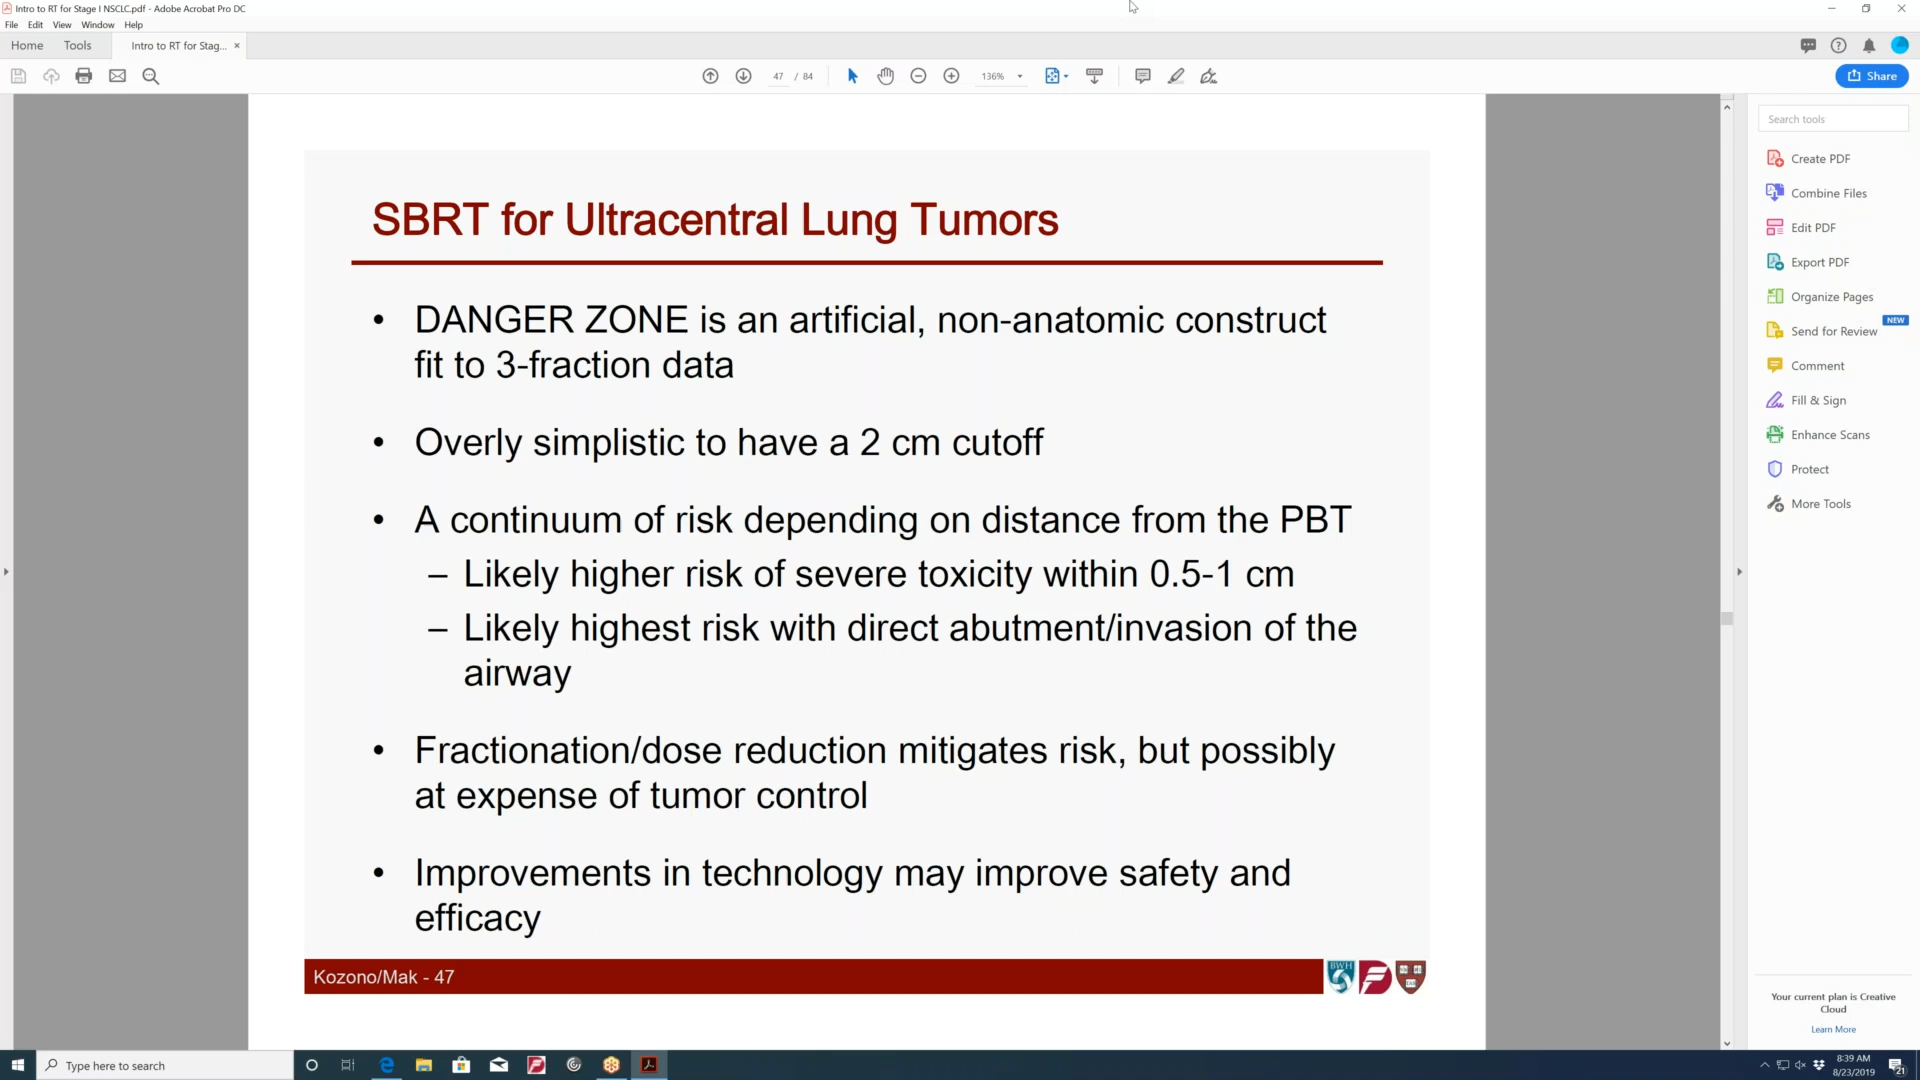 Intro to RT for Stage I NSCLC.pdf - Adobe Acrobat Pro DC
File Edit View Window Help
Home Tools Intro to RT for Stag... ×
47 / 84 136% Share
Search tools
Create PDF
Combine Files
Edit PDF
Export PDF
Organize Pages
NEW
Send for Review
Comment
Fill & Sign
Enhance Scans
Protect
More Tools
SBRT for Ultracentral Lung Tumors
• DANGER ZONE is an artificial, non-anatomic construct
fit to 3-fraction data
• Overly simplistic to have a 2 cm cutoff
• A continuum of risk depending on distance from the PBT
– Likely higher risk of severe toxicity within 0.5-1 cm
– Likely highest risk with direct abutment/invasion of the
airway
• Fractionation/dose reduction mitigates risk, but possibly
at expense of tumor control
• Improvements in technology may improve safety and
efficacy
Kozono/Mak - 47
BWH
Your current plan is Creative
Cloud
Learn More
Type here to search
8:39 AM
8/23/2019
21